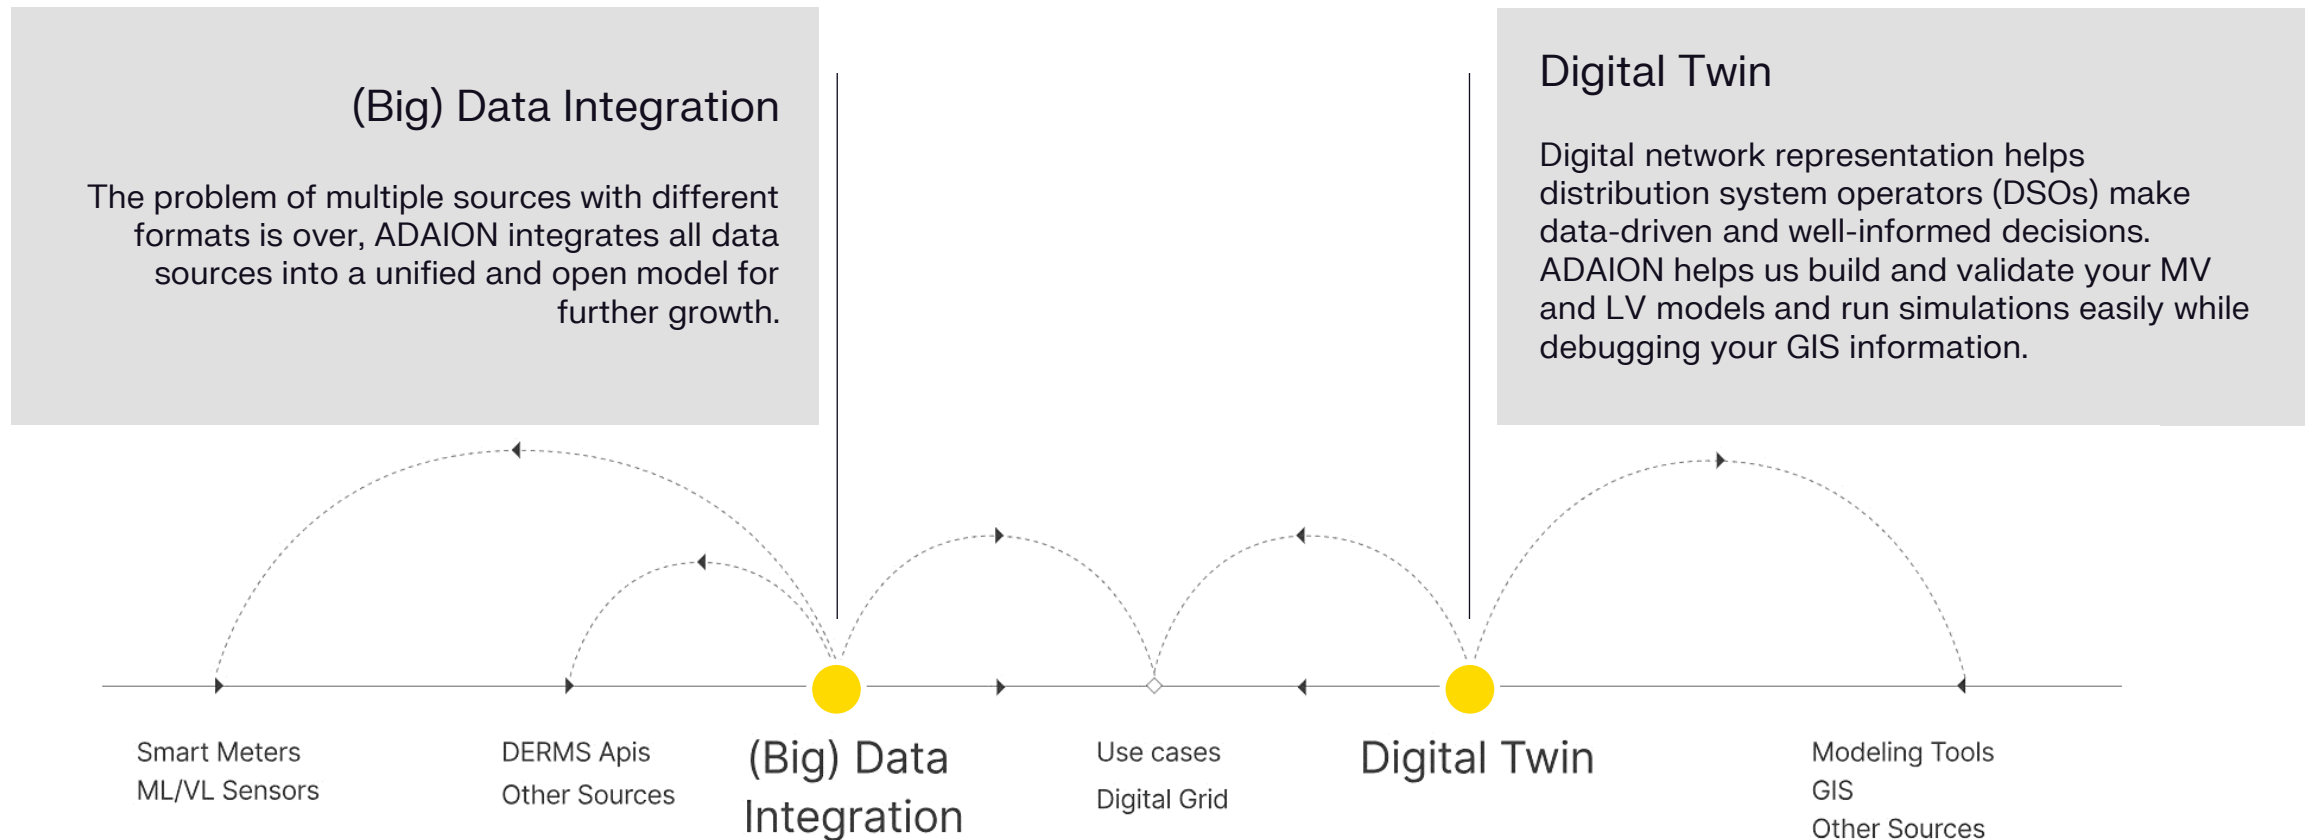 (Big) Data Integration
The problem of multiple sources with different
formats is over, ADAION integrates all data
sources into a unified and open model for
further growth.
Digital Twin
Digital network representation helps
distribution system operators (DSOs) make
data-driven and well-informed decisions.
ADAION helps us build and validate your MV
and LV models and run simulations easily while
debugging your GIS information.
Smart Meters
ML/VL Sensors
DERMS Apis
Other Sources
(Big) Data
Integration
Use cases
Digital Grid
Digital Twin
Modeling Tools
GIS
Other Sources